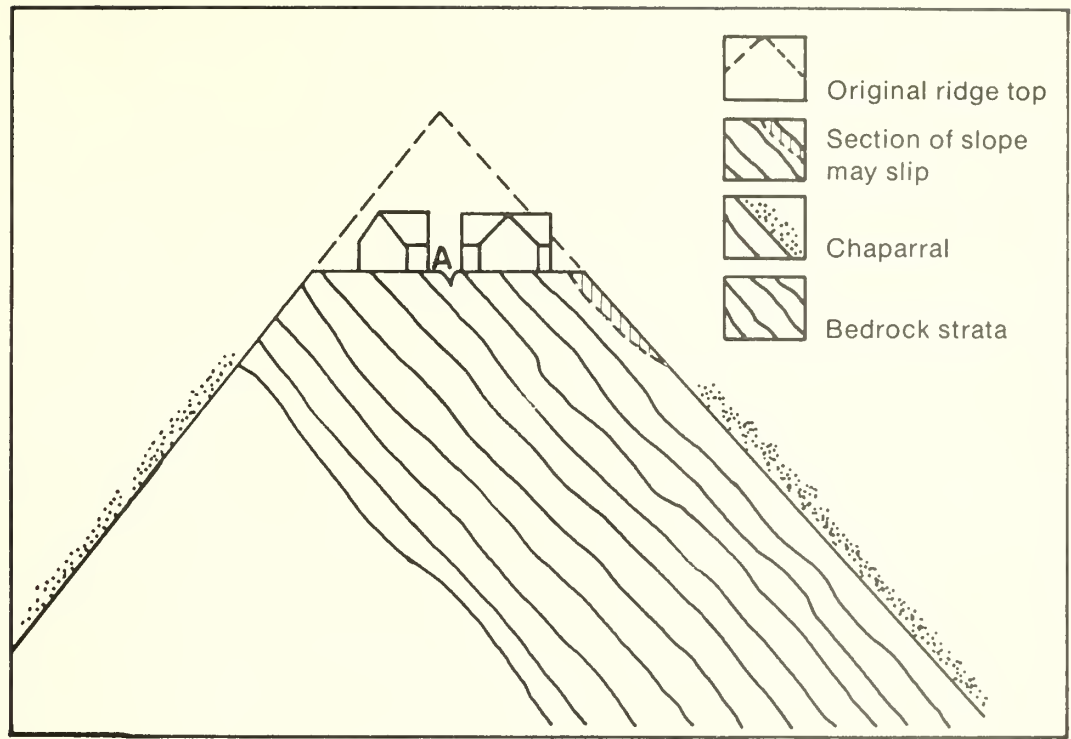 Original ridge top
Section of slope
may slip
Chaparral
Bedrock strata
A